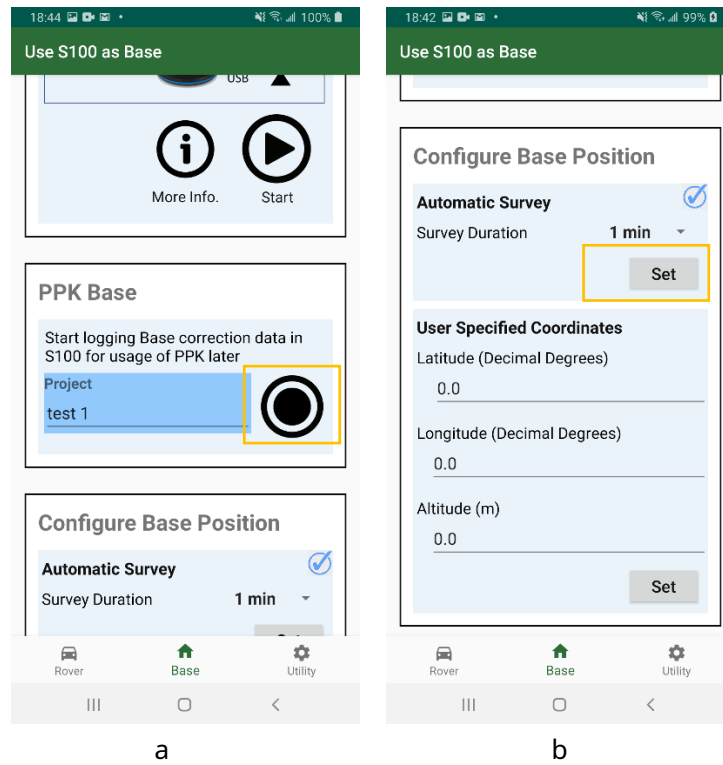 18:44
100%
Use S100 as Base
USB
More Info.
Start
PPK Base
Start logging Base correction data in
S100 for usage of PPK later
Project
test 1
Configure Base Position
Automatic Survey
Survey Duration
1 min
Rover
Base
Utility
a
18:42
99%
Use S100 as Base
Configure Base Position
Automatic Survey
Survey Duration
1 min
Set
User Specified Coordinates
Latitude (Decimal Degrees)
0.0
Longitude (Decimal Degrees)
0.0
Altitude (m)
0.0
Set
Rover
Base
Utility
b